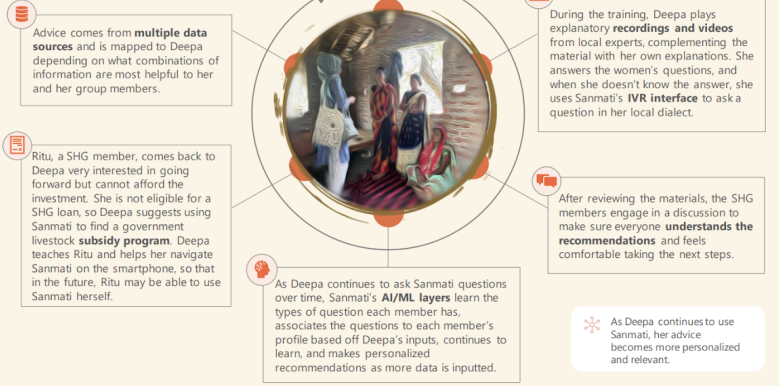 Advice comes from multiple data
sources and is mapped to Deepa
depending on what combinations of
information are most helpful to her
and her group members.
During the training, Deepa plays
explanatory recordings and videos
from local experts, complementing the
material with her own explanations. She
answers the women's questions, and
when she doesn't know the answer, she
uses Sanmati's IVR interface to ask a
question in her local dialect.
Ritu, a SHG member, comes back to
Deepa very interested in going
forward but cannot afford the
investment. She is not eligible for a
SHG loan, so Deepa suggests using
Sanmati to find a government
livestock subsidy program. Deepa
teaches Ritu and helps her navigate
Sanmati on the smartphone, so that
in the future, Ritu may be able to use
Sanmati herself.
After reviewing the materials, the SHG
members engage in a discussion to
make sure everyone understands the
recommendations and feels
comfortable taking the next steps.
As Deepa continues to ask Sanmati questions
over time, Sanmati's AI/ML layers learn the
types of question each member has,
associates the questions to each member's
profile based off Deepa's inputs, continues to
learn, and makes personalized
recommendations as more data is inputted.
As Deepa continues to use
Sanmati, her advice
becomes more personalized
and relevant.